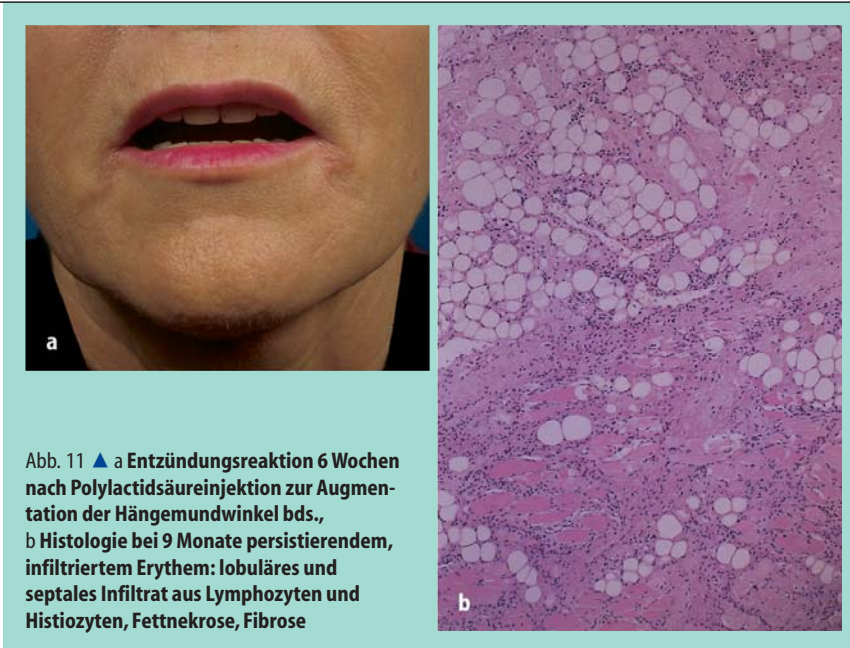 a
b
Abb. 11 ▲ a Entzündungsreaktion 6 Wochen
nach Polylactidsäureinjektion zur Augmen-
tation der Hängemundwinkel bds.,
b Histologie bei 9 Monate persistierendem,
infiltriertem Erythem: lobuläres und
septales Infiltrat aus Lymphozyten und
Histiozyten, Fettnekrose, Fibrose